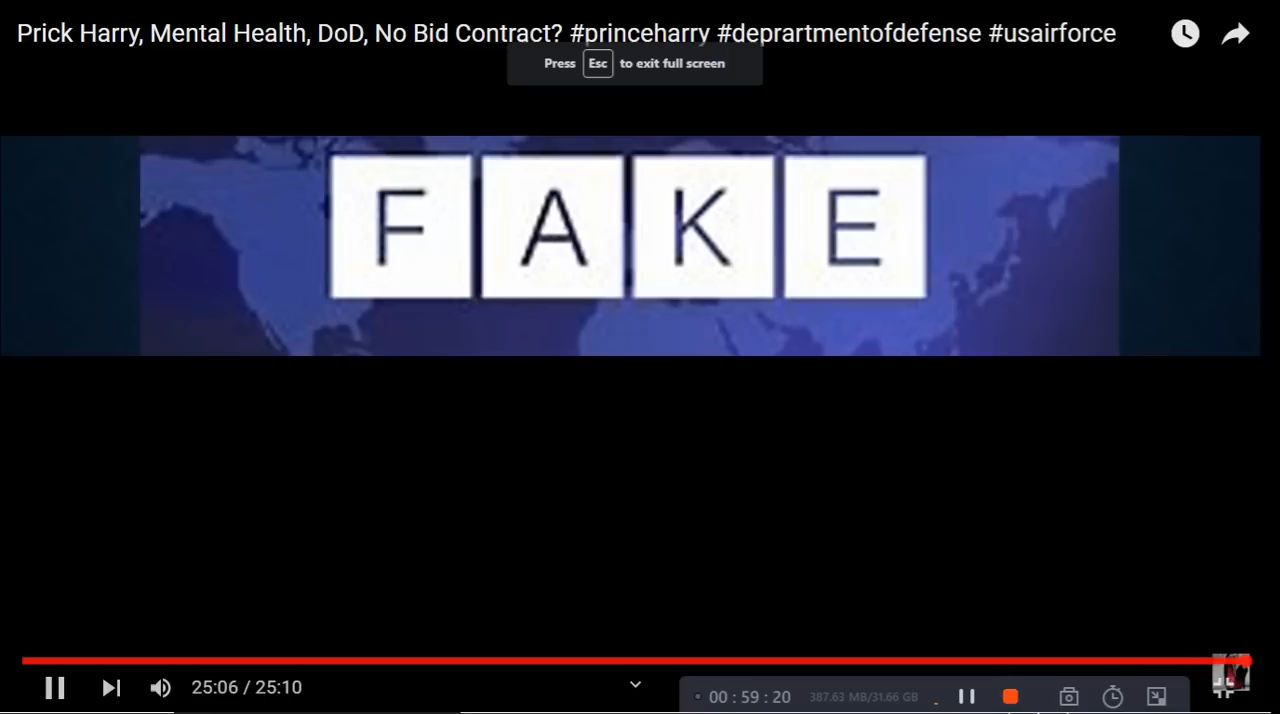 Prick Harry, Mental Health, DoD, No Bid Contract? #princeharry #deprartmentofdefense #usairforce
Press Esc to exit full screen
F A K E
25:06 / 25:10
00:59:20 387.63 MB/31.66 GB